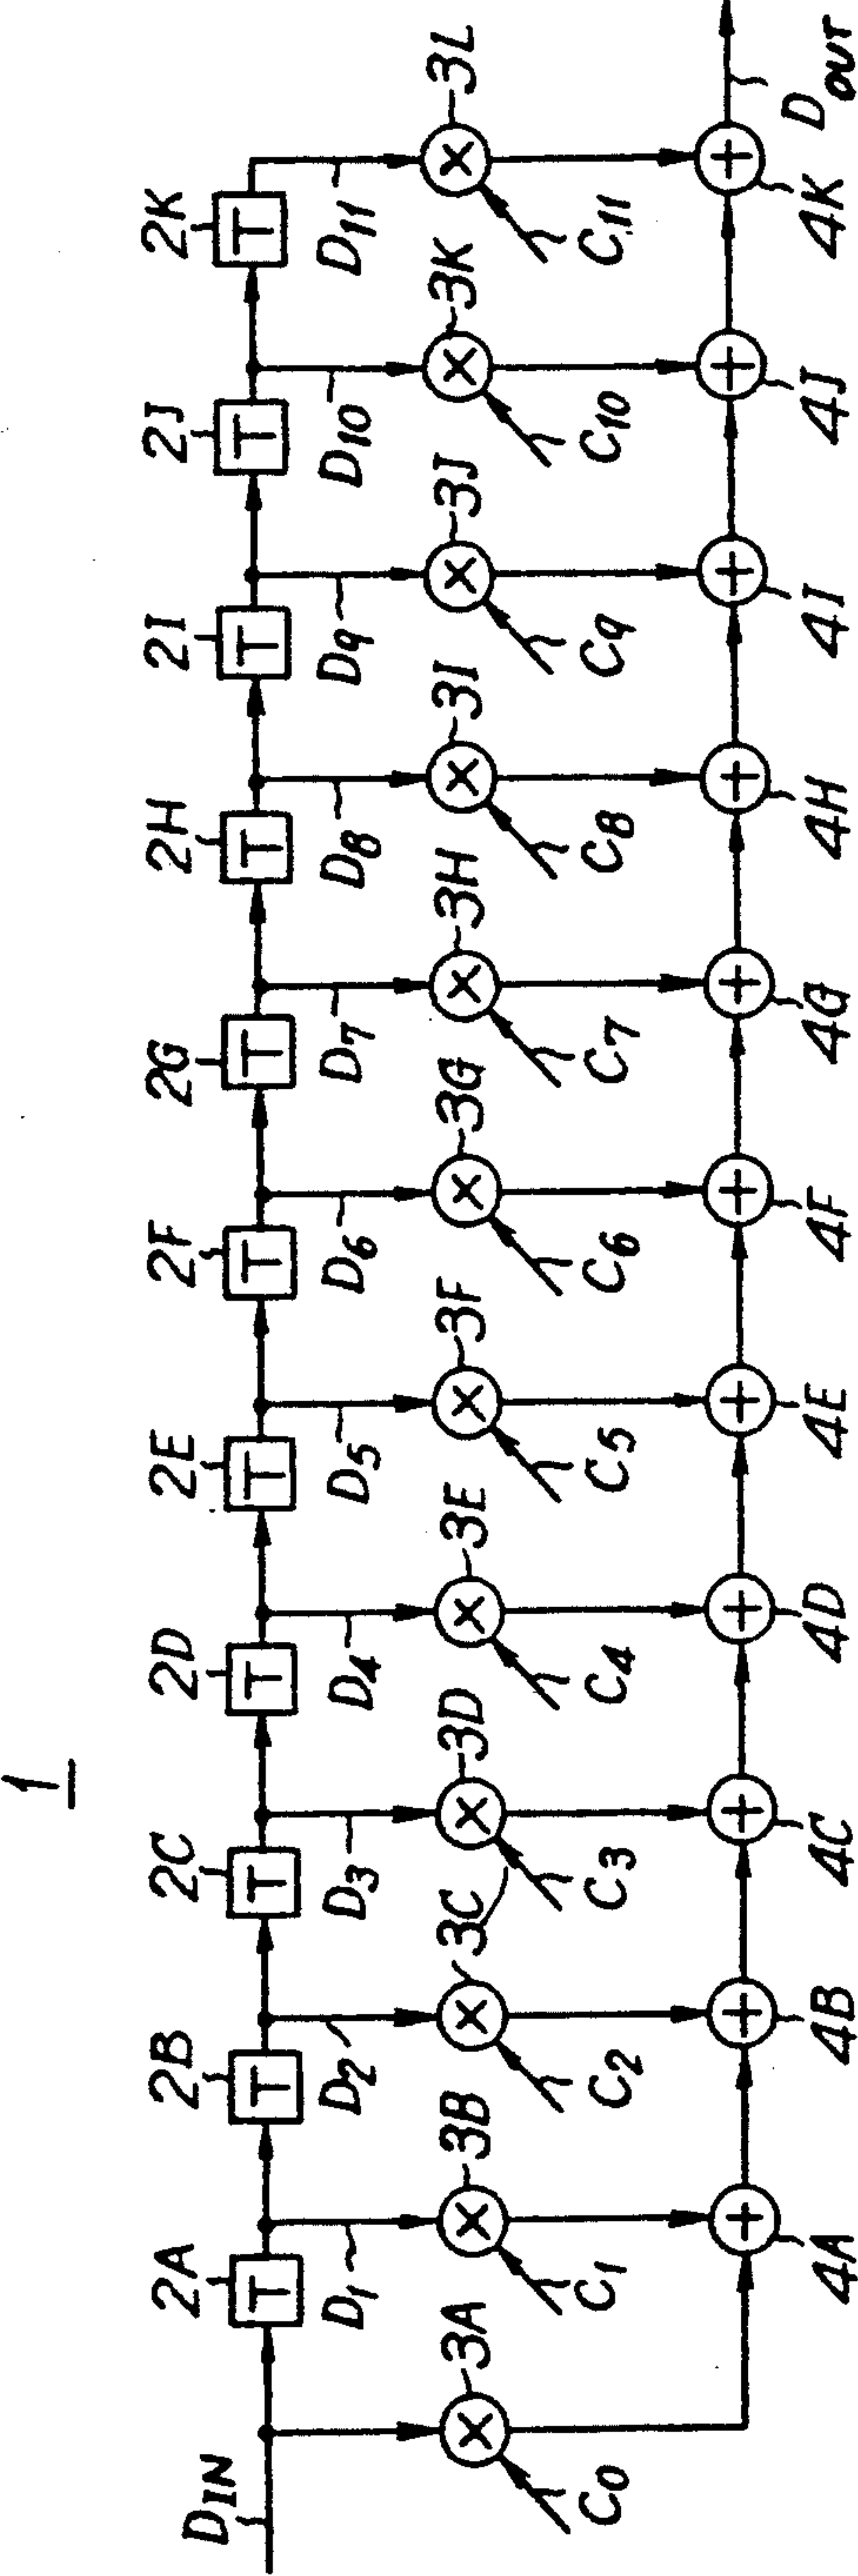 1
2A 2B 2C 2D 2E 2F 2G 2H 2I 2J 2K
T T T T T T T T T T T
DIN D1 D2 D3 D4 D5 D6 D7 D8 D9 D10 D11
3A 3B 3C 3D 3E 3F 3G 3H 3I 3J 3K 3L
× × × × × × × × × × × ×
C0 C1 C2 C3 C4 C5 C6 C7 C8 C9 C10 C11
+ + + + + + + + + + +
4A 4B 4C 4D 4E 4F 4G 4H 4I 4J 4K
DOUT